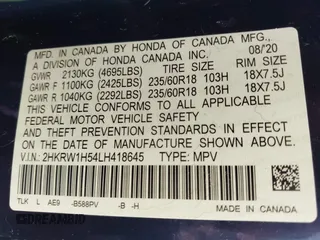 MFD. IN CANADA BY HONDA OF CANADA MFG.,
A DIVISION OF HONDA CANADA INC. 08/'20
GVWR 2130KG (4695LBS) TIRE SIZE RIM SIZE
GAWR F 1100KG (2425LBS) 235/60R18 103H 18X7.5J
GAWR R 1040KG (2292LBS) 235/60R18 103H 18X7.5J
THIS VEHICLE CONFORMS TO ALL APPLICABLE
FEDERAL MOTOR VEHICLE SAFETY
AND THEFT PREVENTION STANDARDS IN EFFECT
ON THE DATE OF MANUFACTURE SHOWN ABOVE.
V.I.N.: 2HKRW1H54LH418645 TYPE: MPV
TLK L AE9 -B588PV -B -H